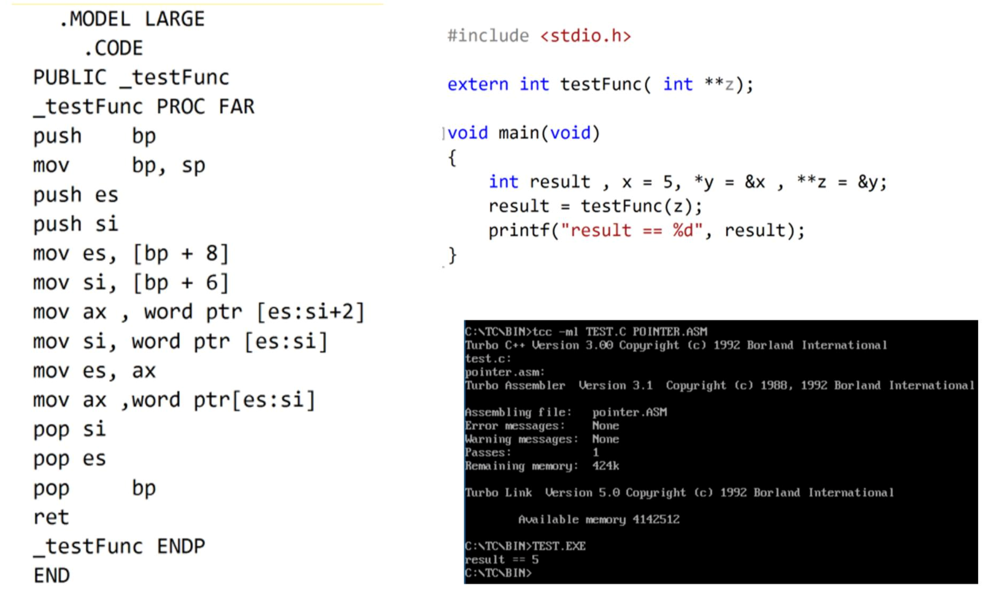 .MODEL LARGE
.CODE
PUBLIC _testFunc
_testFunc PROC FAR
push bp
mov bp, sp
push es
push si
mov es, [bp + 8]
mov si, [bp + 6]
mov ax , word ptr [es:si+2]
mov si, word ptr [es:si]
mov es, ax
mov ax ,word ptr[es:si]
pop si
pop es
pop bp
ret
_testFunc ENDP
END
#include <stdio.h>
extern int testFunc( int **z);
void main(void)
{
int result , x = 5, *y = &x , **z = &y;
result = testFunc(z);
printf("result == %d", result);
}
C:\TC\BIN>tcc -ml TEST.C POINTER.ASM
Turbo C++ Version 3.00 Copyright (c) 1992 Borland International
test.c:
pointer.asm:
Turbo Assembler Version 3.1 Copyright (c) 1988, 1992 Borland International
Assembling file: pointer.ASM
Error messages: None
Warning messages: None
Passes: 1
Remaining memory: 424k
Turbo Link Version 5.0 Copyright (c) 1992 Borland International
Available memory 4142512
C:\TC\BIN>TEST.EXE
result == 5
C:\TC\BIN>